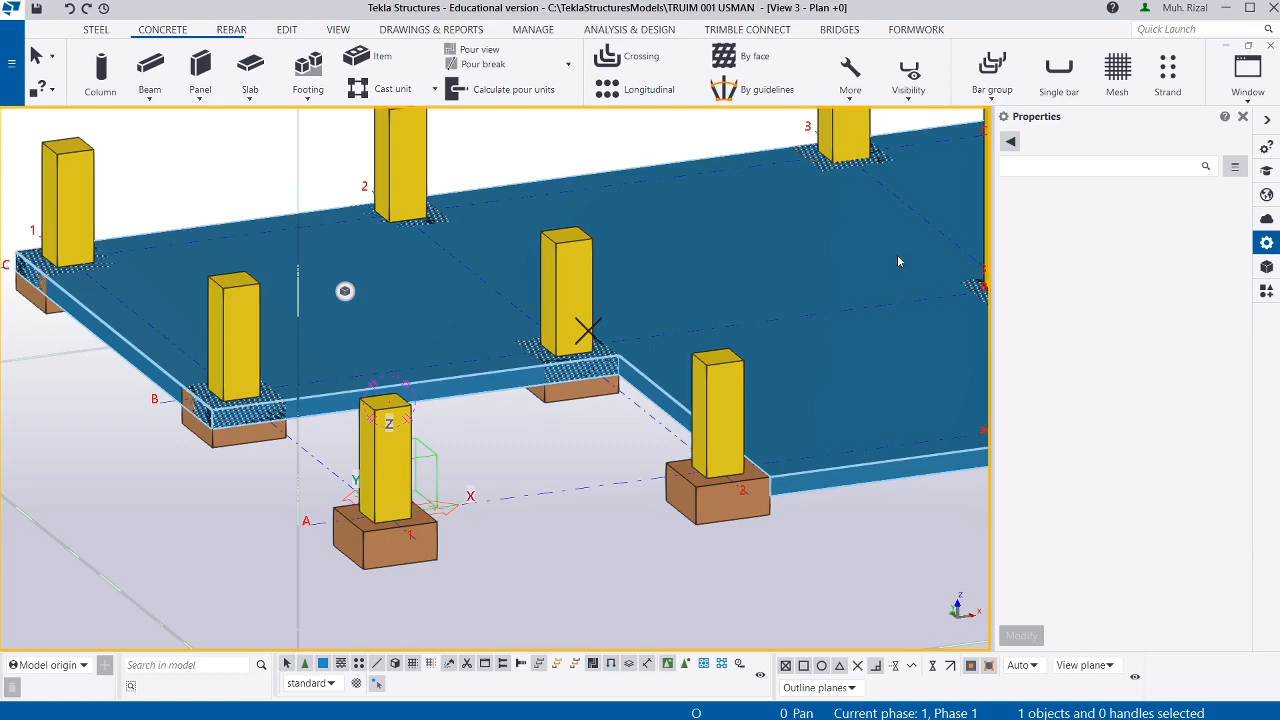 Tekla Structures - Educational version - C:\TeklaStructuresModels\TRUIM 01 USMAN - [View 3 - Plan +0]
Muh. Rizal
STEEL CONCRETE REBAR EDIT VIEW DRAWINGS & REPORTS MANAGE ANALYSIS & DESIGN TRIMBLE CONNECT BRIDGES FORMWORK
Quick Launch
Column Beam Panel Slab Footing
Item
Cast unit
Pour view
Pour break
Calculate pour units
Crossing
Longitudinal
By face
By guidelines
More Visibility
Bar group Single bar Mesh Strand
Window
Properties
3
2
1
C
B
Z
Y
X
A
1
2
z
x
Modify
Model origin
Search in model
standard
Auto
View plane
Outline planes
O
0 Pan
Current phase: 1, Phase 1
1 objects and 0 handles selected